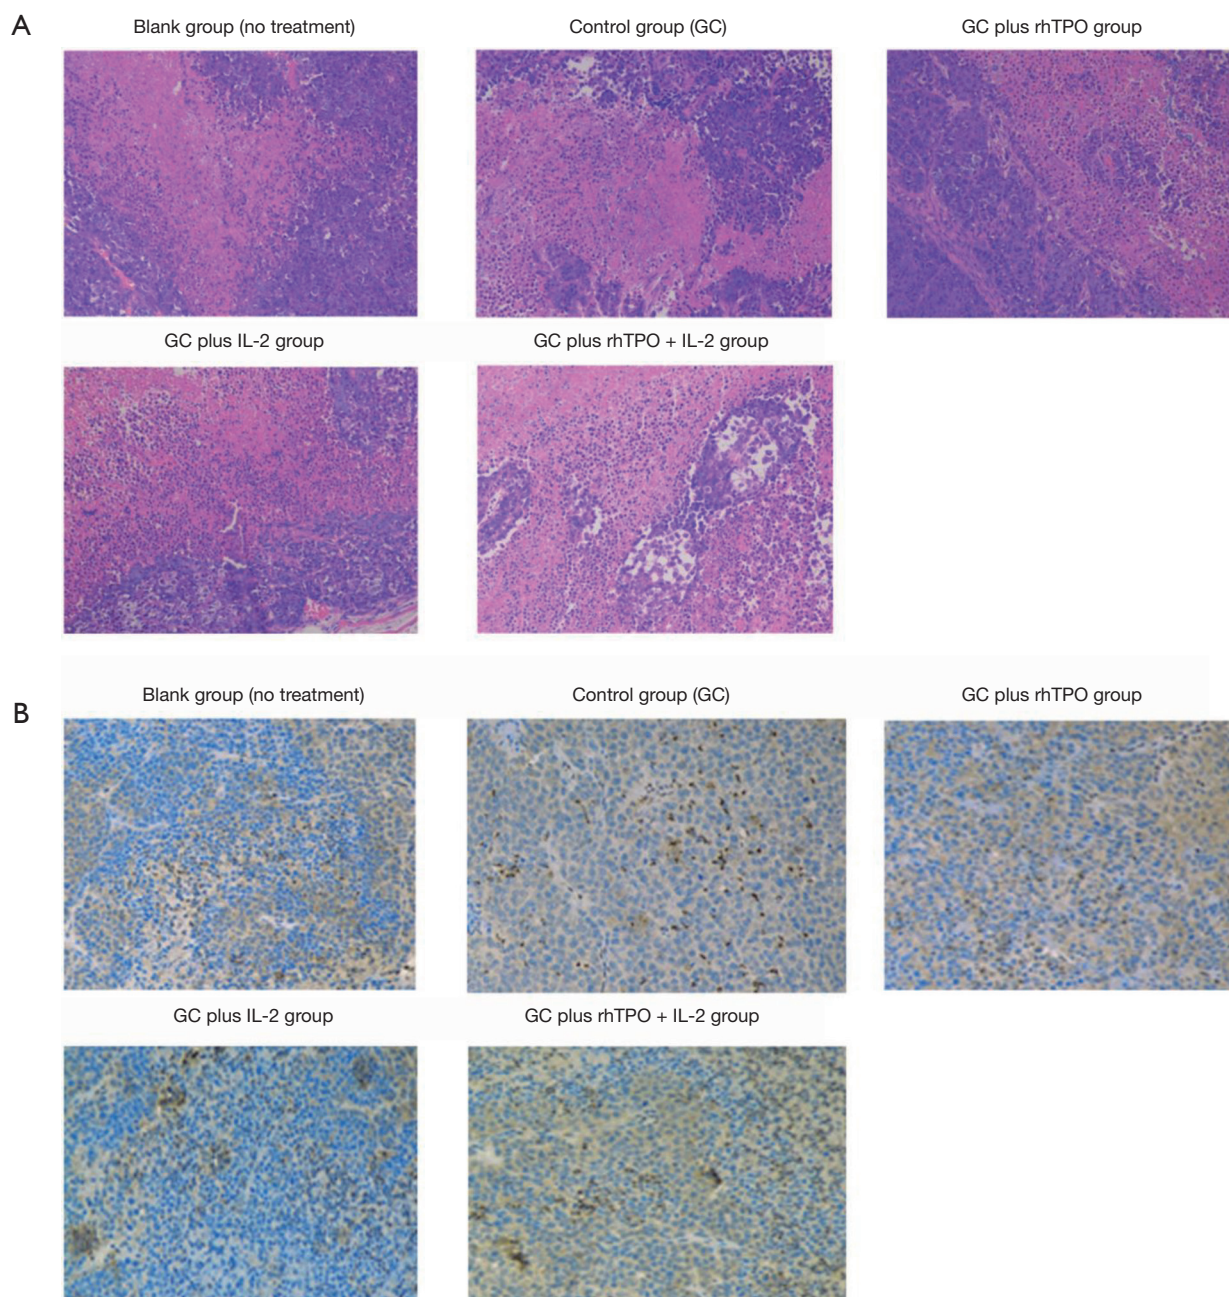 A
Blank group (no treatment)
Control group (GC)
GC plus rhTPO group
GC plus IL-2 group
GC plus rhTPO + IL-2 group
B
Blank group (no treatment)
Control group (GC)
GC plus rhTPO group
GC plus IL-2 group
GC plus rhTPO + IL-2 group